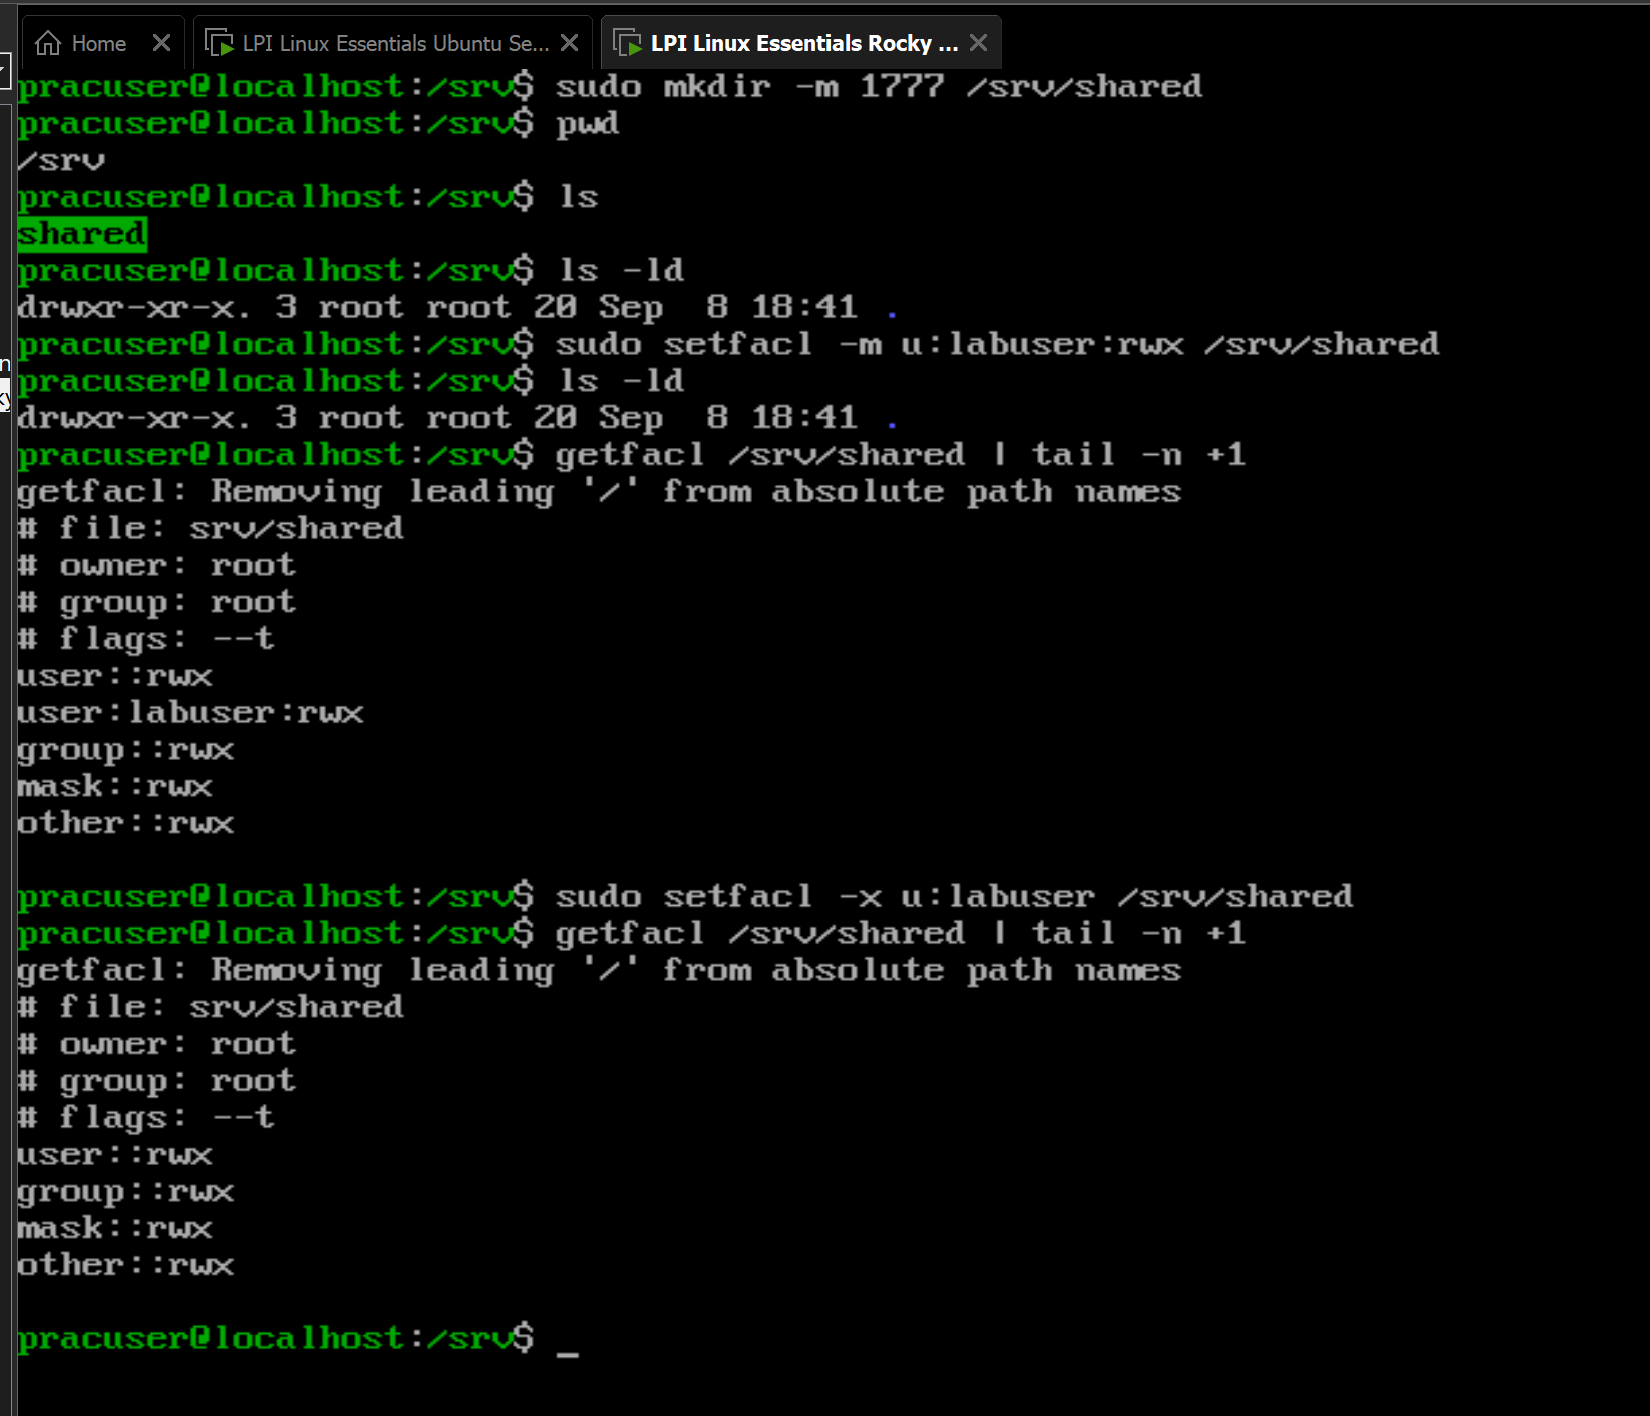 Home
LPI Linux Essentials Ubuntu Se...
LPI Linux Essentials Rocky ...
pracuser@localhost:/srv$ sudo mkdir -m 1777 /srv/shared
pracuser@localhost:/srv$ pwd
/srv
pracuser@localhost:/srv$ ls
shared
pracuser@localhost:/srv$ ls -ld
drwxr-xr-x. 3 root root 20 Sep  8 18:41 .
pracuser@localhost:/srv$ sudo setfacl -m u:labuser:rwx /srv/shared
pracuser@localhost:/srv$ ls -ld
drwxr-xr-x. 3 root root 20 Sep  8 18:41 .
pracuser@localhost:/srv$ getfacl /srv/shared | tail -n +1
getfacl: Removing leading '/' from absolute path names
# file: srv/shared
# owner: root
# group: root
# flags: --t
user::rwx
user:labuser:rwx
group::rwx
mask::rwx
other::rwx
pracuser@localhost:/srv$ sudo setfacl -x u:labuser /srv/shared
pracuser@localhost:/srv$ getfacl /srv/shared | tail -n +1
getfacl: Removing leading '/' from absolute path names
# file: srv/shared
# owner: root
# group: root
# flags: --t
user::rwx
group::rwx
mask::rwx
other::rwx
pracuser@localhost:/srv$ _